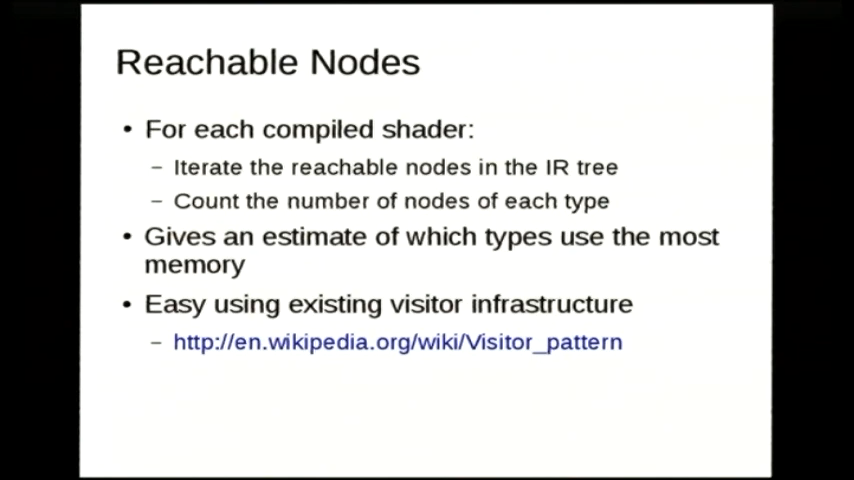 Reachable Nodes
• For each compiled shader:
– Iterate the reachable nodes in the IR tree
– Count the number of nodes of each type
• Gives an estimate of which types use the most
memory
• Easy using existing visitor infrastructure
– http://en.wikipedia.org/wiki/Visitor_pattern